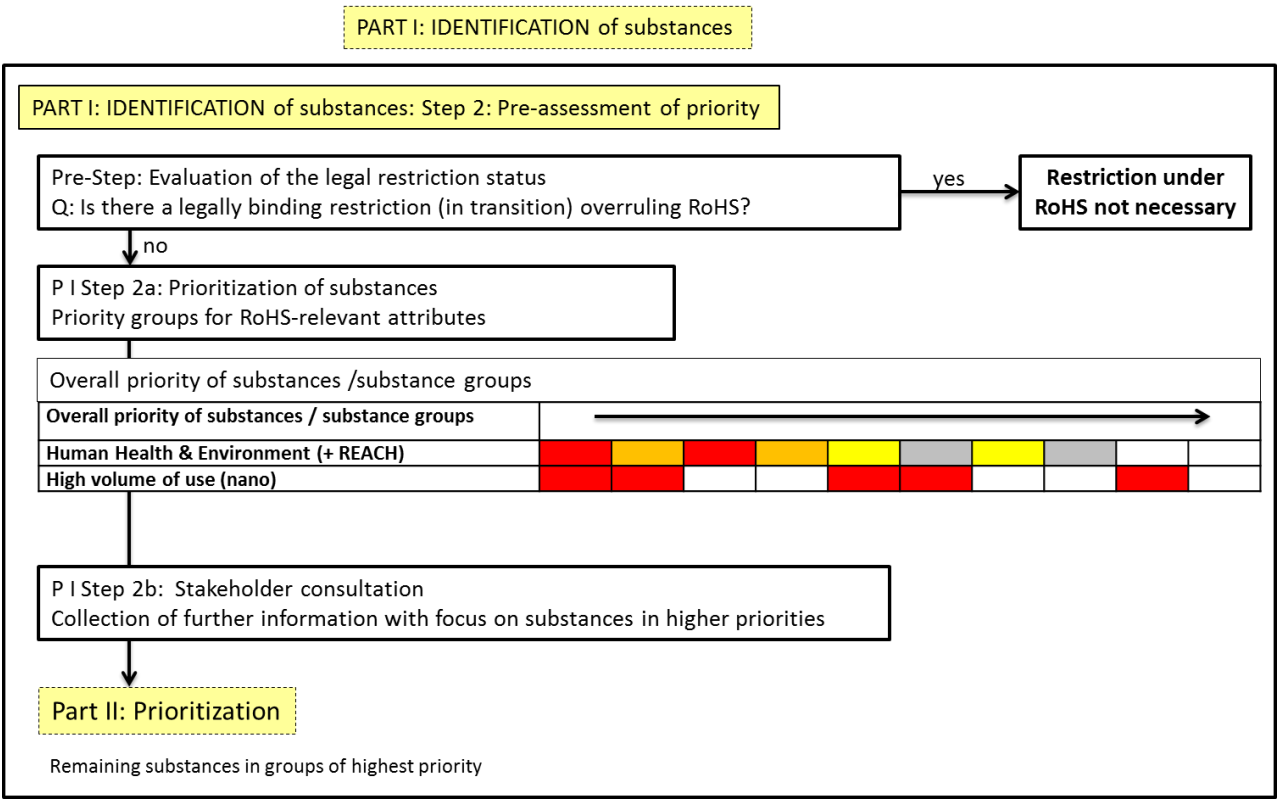 PART I: IDENTIFICATION of substances
PART I: IDENTIFICATION of substances: Step 2: Pre-assessment of priority
Pre-Step: Evaluation of the legal restriction status
Q: Is there a legally binding restriction (in transition) overruling RoHS?
yes
Restriction under
RoHS not necessary
no
P I Step 2a: Prioritization of substances
Priority groups for RoHS-relevant attributes
Overall priority of substances /substance groups
Overall priority of substances / substance groups
Human Health & Environment (+ REACH)
High volume of use (nano)
P I Step 2b: Stakeholder consultation
Collection of further information with focus on substances in higher priorities
Part II: Prioritization
Remaining substances in groups of highest priority